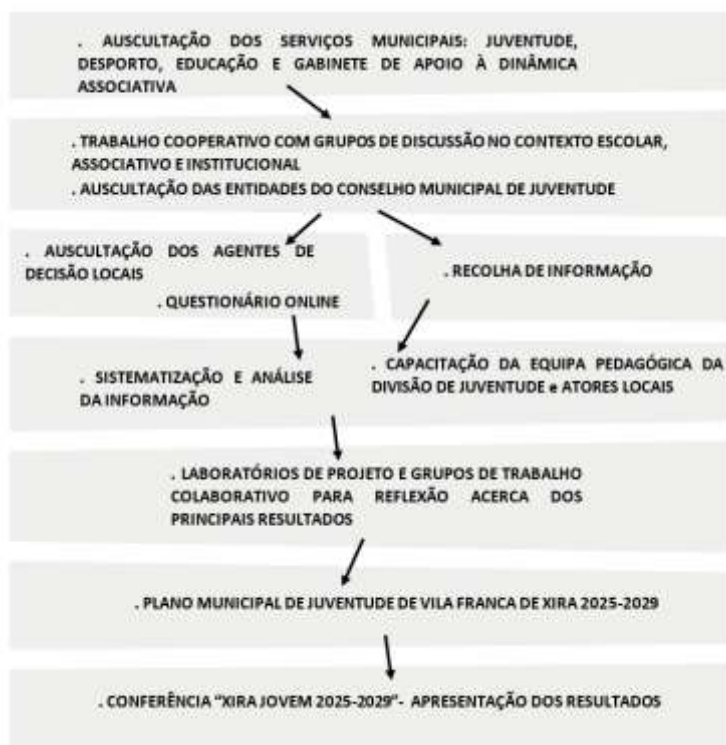 . AUSCULTAÇÃO DOS SERVIÇOS MUNICIPAIS: JUVENTUDE,
DESPORTO, EDUCAÇÃO E GABINETE DE APOIO À DINÂMICA
ASSOCIATIVA
. TRABALHO COOPERATIVO COM GRUPOS DE DISCUSSÃO NO CONTEXTO ESCOLAR,
ASSOCIATIVO E INSTITUCIONAL
. AUSCULTAÇÃO DAS ENTIDADES DO CONSELHO MUNICIPAL DE JUVENTUDE
. AUSCULTAÇÃO DOS AGENTES DE
DECISÃO LOCAIS
. QUESTIONÁRIO ONLINE
. RECOLHA DE INFORMAÇÃO
. SISTEMATIZAÇÃO E ANÁLISE
DA INFORMAÇÃO
. CAPACITAÇÃO DA EQUIPA PEDAGÓGICA DA
DIVISÃO DE JUVENTUDE e ATORES LOCAIS
. LABORATÓRIOS DE PROJETO E GRUPOS DE TRABALHO
COLABORATIVO PARA REFLEXÃO ACERCA DOS
PRINCIPAIS RESULTADOS
. PLANO MUNICIPAL DE JUVENTUDE DE VILA FRANCA DE XIRA 2025-2029
. CONFERÊNCIA "XIRA JOVEM 2025-2029"- APRESENTAÇÃO DOS RESULTADOS